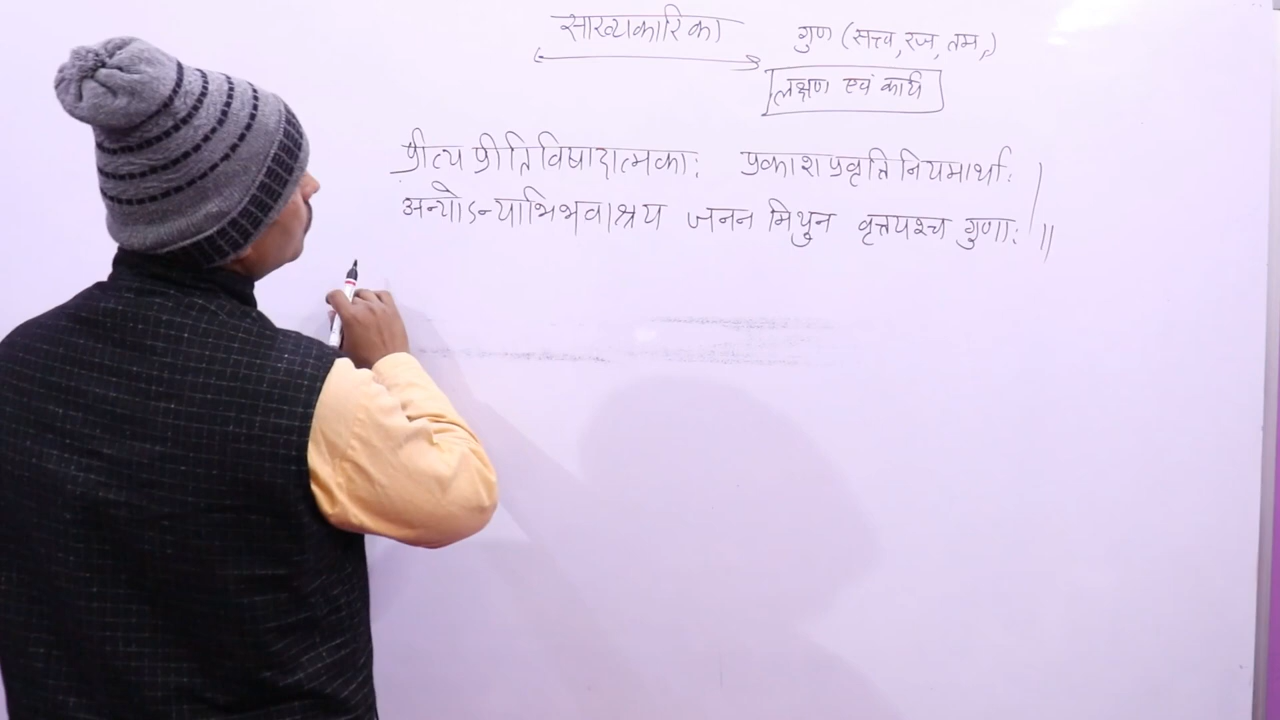 साख्यकारिका गुण (सत्त्व, रज, तम,)
लक्षण एवं कार्य
प्रीत्यप्रीतिविषादात्मकाः प्रकाशप्रवृत्तिनियमार्थाः ।
अन्योऽन्याभिभवाश्रय जनन मिथुन वृत्तयश्च गुणाः ॥